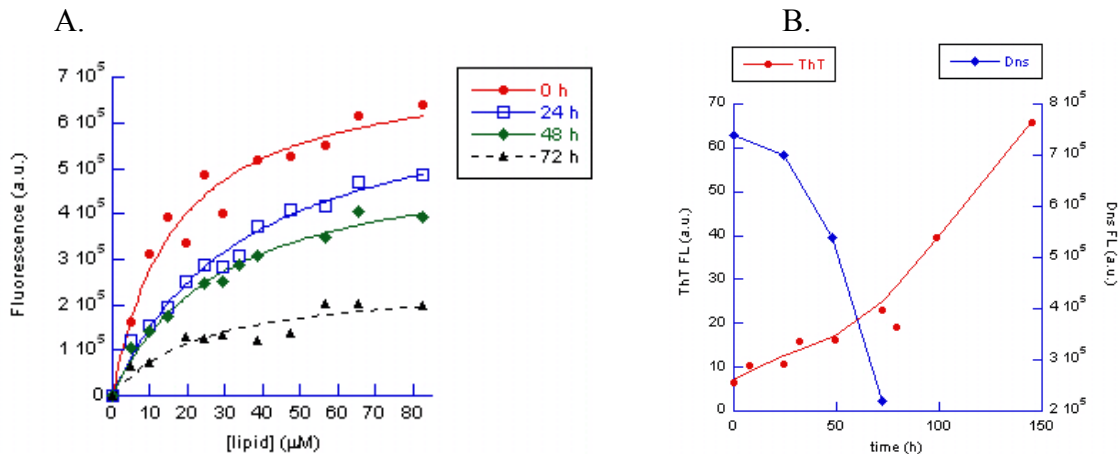 A.
7 10⁵
6 10⁵
5 10⁵
4 10⁵
3 10⁵
2 10⁵
1 10⁵
0
Fluorescence (a.u.)
0 10 20 30 40 50 60 70 80
[lipid] (µM)
0 h
24 h
48 h
72 h
B.
ThT
Dns
70
60
50
40
30
20
10
0
ThT FL (a.u.)
8 10⁵
7 10⁵
6 10⁵
5 10⁵
4 10⁵
3 10⁵
2 10⁵
Dns FL (a.u.)
0 50 100 150
time (h)